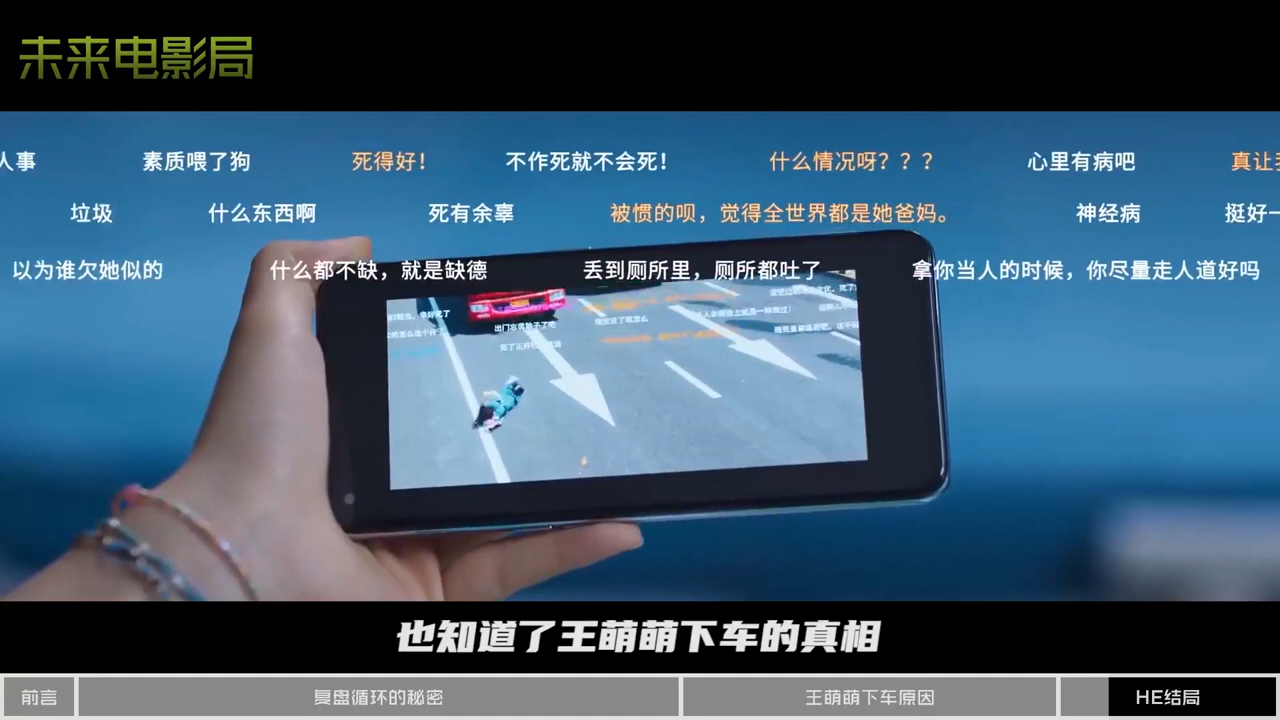 未来电影局
人事 素质喂了狗 死得好！ 不作死就不会死！ 什么情况呀？？？ 心里有病吧 真让
垃圾 什么东西啊 死有余辜 被惯的呗，觉得全世界都是她爸妈。 神经病 挺好一
以为谁欠她似的 什么都不缺，就是缺德 丢到厕所里，厕所都吐了 拿你当人的时候，你尽量走人道好吗
出门忘带脑子了吧
也知道了王萌萌下车的真相
前言 复盘循环的秘密 王萌萌下车原因 HE结局